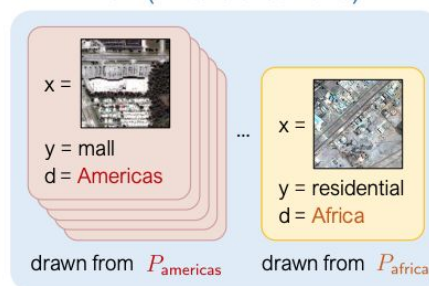 x =
y = mall
d = Americas
...
x =
y = residential
d = Africa
drawn from P_americas
drawn from P_africa